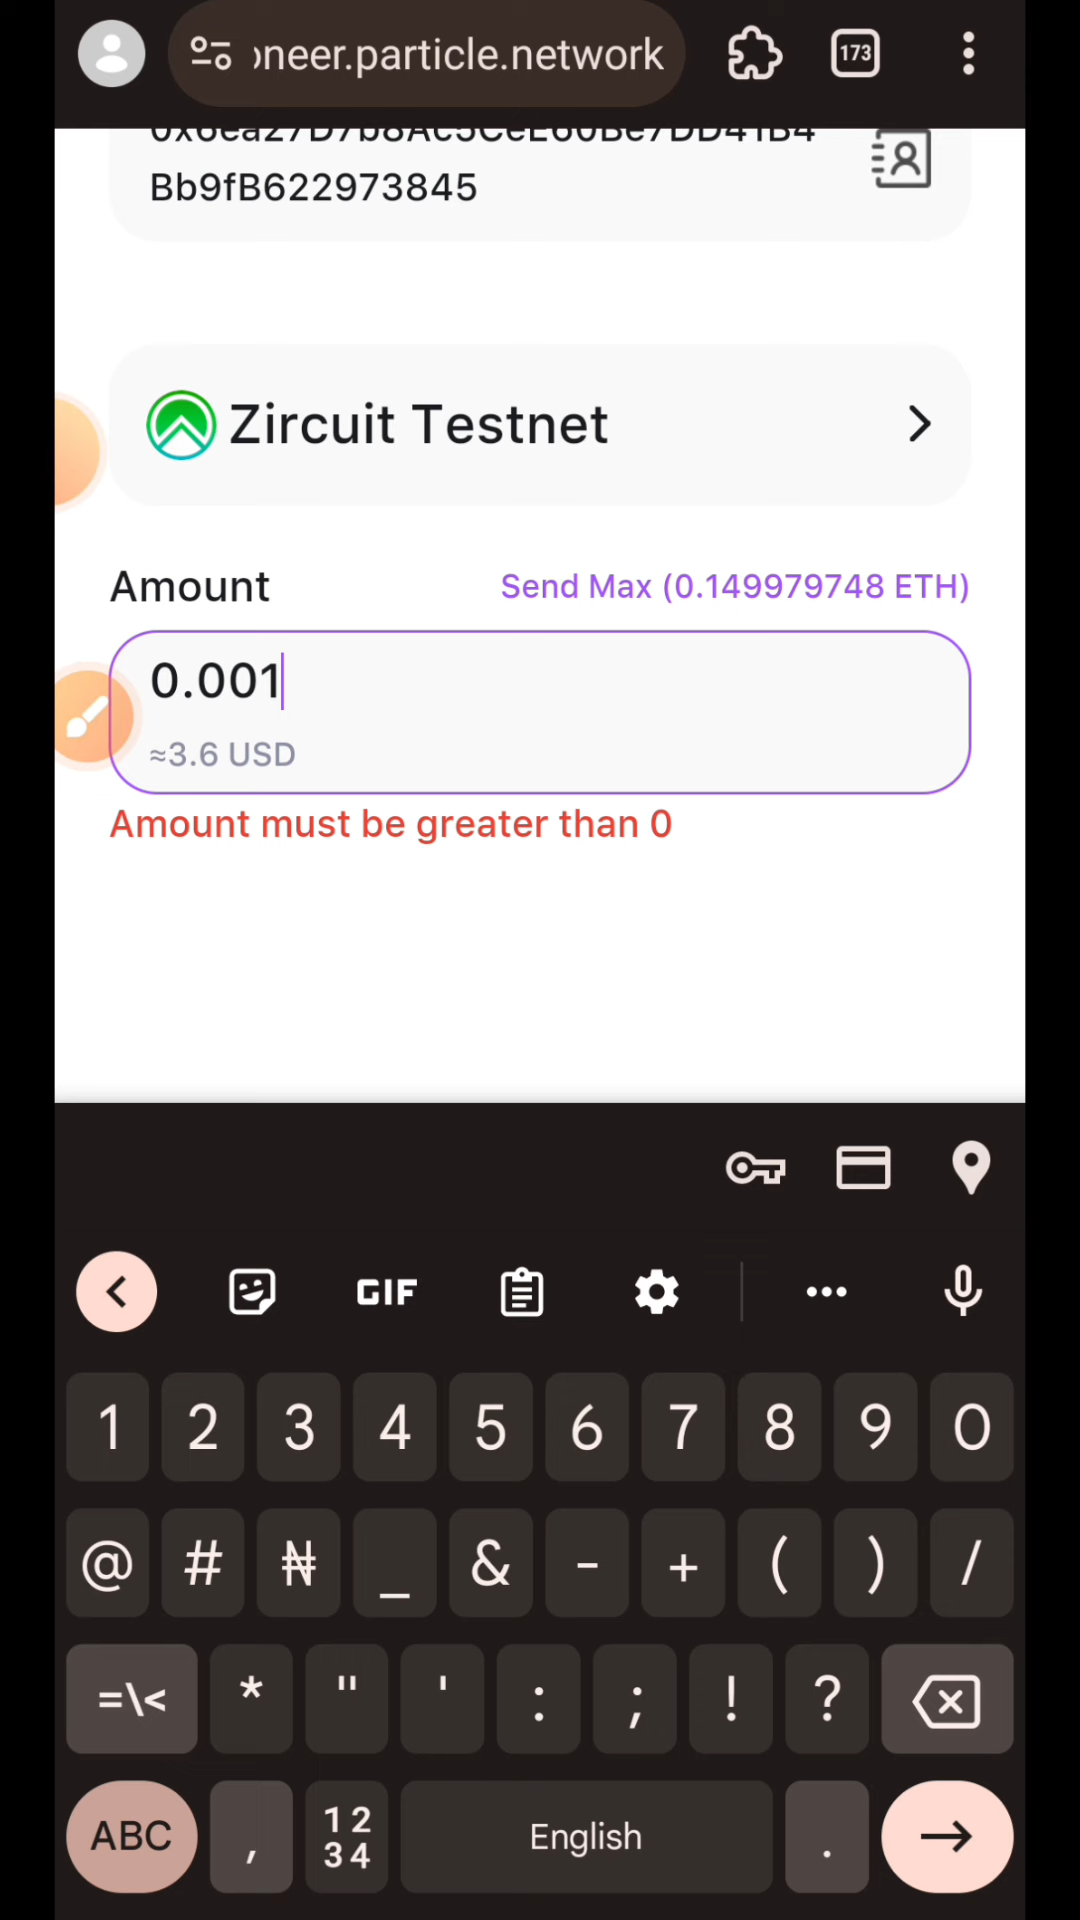 oneer.particle.network
173
Bb9fB622973845
Zircuit Testnet
Amount
Send Max (0.149979748 ETH)
0.001
≈3.6 USD
Amount must be greater than 0
GIF
1 2 3 4 5 6 7 8 9 0
@ # ₦ _ & - + ( ) /
=\< * " ' : ; ! ?
ABC , 12 English .
34